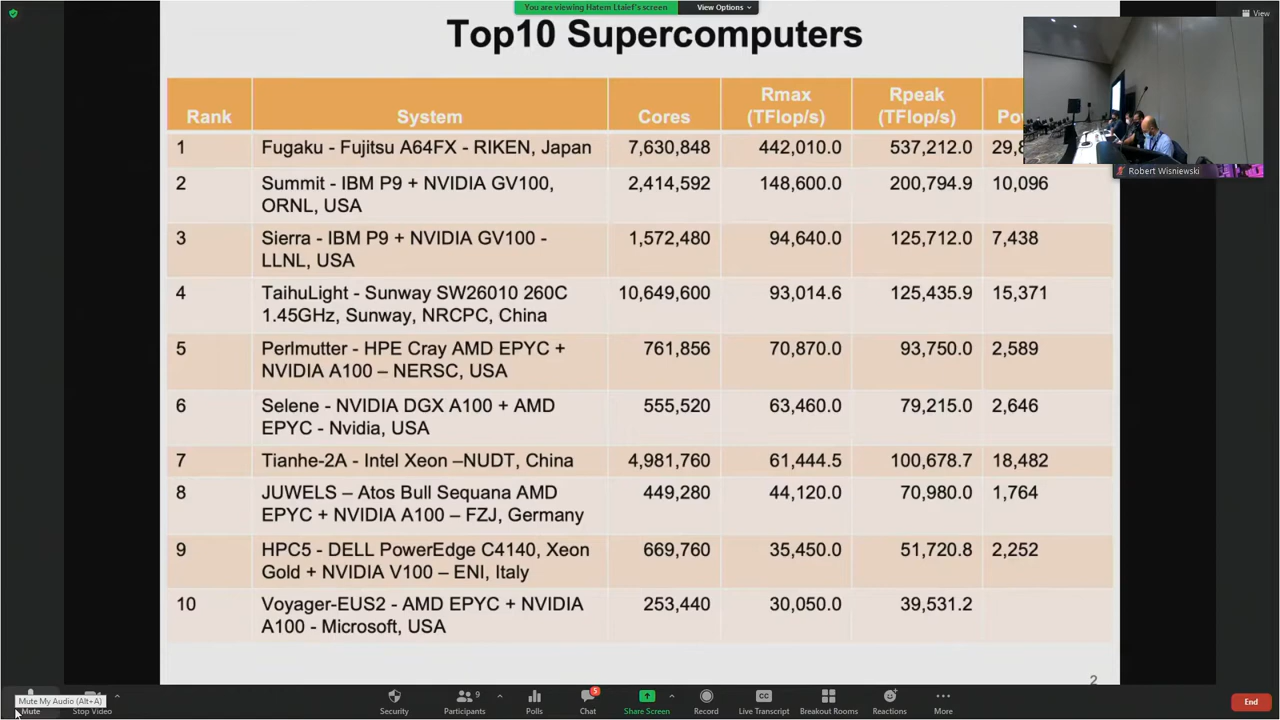 You are viewing Hatem Ltaief's screen View Options
View
Top10 Supercomputers
Rank System Cores Rmax (TFlop/s) Rpeak (TFlop/s)
1 Fugaku - Fujitsu A64FX - RIKEN, Japan 7,630,848 442,010.0 537,212.0
2 Summit - IBM P9 + NVIDIA GV100, 2,414,592 148,600.0 200,794.9 10,096
ORNL, USA
3 Sierra - IBM P9 + NVIDIA GV100 - 1,572,480 94,640.0 125,712.0 7,438
LLNL, USA
4 TaihuLight - Sunway SW26010 260C 10,649,600 93,014.6 125,435.9 15,371
1.45GHz, Sunway, NRCPC, China
5 Perlmutter - HPE Cray AMD EPYC + 761,856 70,870.0 93,750.0 2,589
NVIDIA A100 – NERSC, USA
6 Selene - NVIDIA DGX A100 + AMD 555,520 63,460.0 79,215.0 2,646
EPYC - Nvidia, USA
7 Tianhe-2A - Intel Xeon –NUDT, China 4,981,760 61,444.5 100,678.7 18,482
8 JUWELS – Atos Bull Sequana AMD 449,280 44,120.0 70,980.0 1,764
EPYC + NVIDIA A100 – FZJ, Germany
9 HPC5 - DELL PowerEdge C4140, Xeon 669,760 35,450.0 51,720.8 2,252
Gold + NVIDIA V100 – ENI, Italy
10 Voyager-EUS2 - AMD EPYC + NVIDIA 253,440 30,050.0 39,531.2
A100 - Microsoft, USA
Robert Wisniewski
2
Mute My Audio (Alt+A)
Mute Stop Video Security Participants 9 Polls Chat 5 Share Screen Record Live Transcript Breakout Rooms Reactions More End